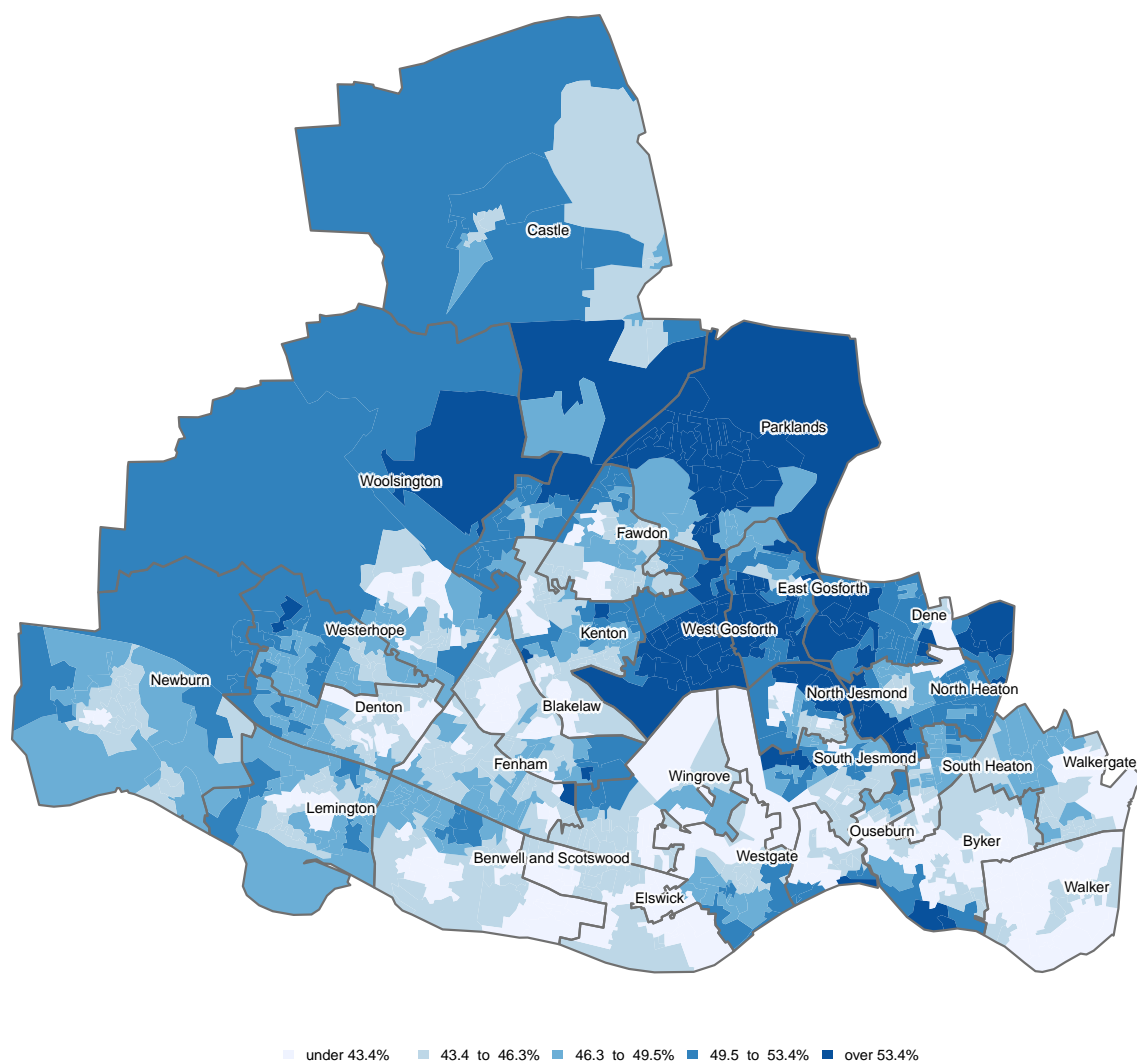 Castle
Parklands
Woolsington
Fawdon
East Gosforth
Dene
West Gosforth
Westerhope
Kenton
Newburn
North Heaton
North Jesmond
Denton
Blakelaw
South Jesmond
Fenham
South Heaton
Walkergate
Wingrove
Lemington
Ouseburn
Byker
Benwell and Scotswood
Westgate
Walker
Elswick
under 43.4% 43.4 to 46.3% 46.3 to 49.5% 49.5 to 53.4% over 53.4%